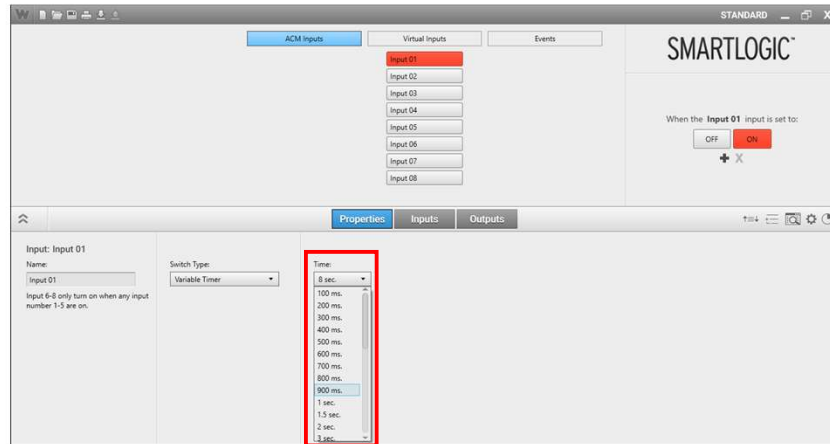 STANDARD
X
ACM Inputs
Virtual Inputs
Events
SMARTLOGIC™
Input 01
Input 02
Input 03
Input 04
Input 05
Input 06
Input 07
Input 08
When the Input 01 input is set to:
OFF
ON
Properties
Inputs
Outputs
Input: Input 01
Name:
Input 01
Input 6-8 only turn on when any input
number 1-5 are on.
Switch Type:
Variable Timer
Time:
8 sec.
100 ms.
200 ms.
300 ms.
400 ms.
500 ms.
600 ms.
700 ms.
800 ms.
900 ms.
1 sec.
1.5 sec.
2 sec.
3 sec.